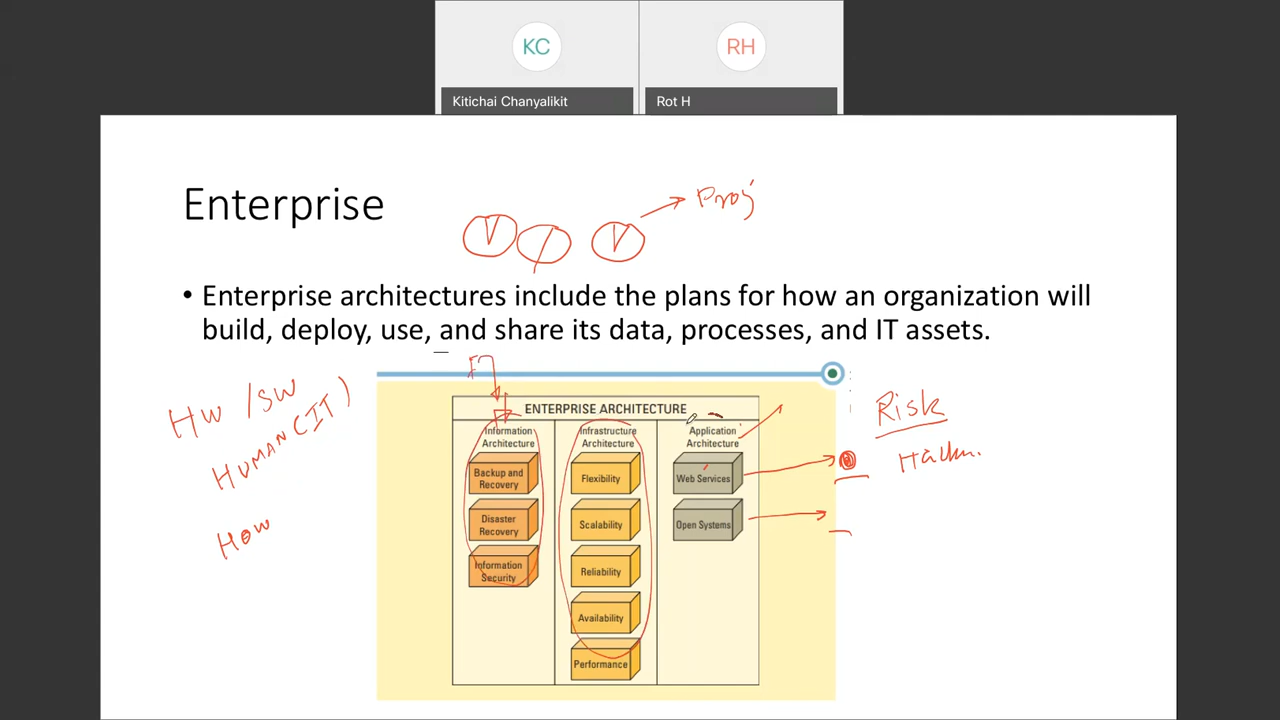 KC
RH
Kitichai Chanyalikit
Rot H
Enterprise
Proj
• Enterprise architectures include the plans for how an organization will
build, deploy, use, and share its data, processes, and IT assets.
HW / SW
HUMAN (IT)
HOW
ENTERPRISE ARCHITECTURE
Information
Architecture
Backup and
Recovery
Disaster
Recovery
Information
Security
Infrastructure
Architecture
Flexibility
Scalability
Reliability
Availability
Performance
Application
Architecture
Web Services
Open Systems
Risk